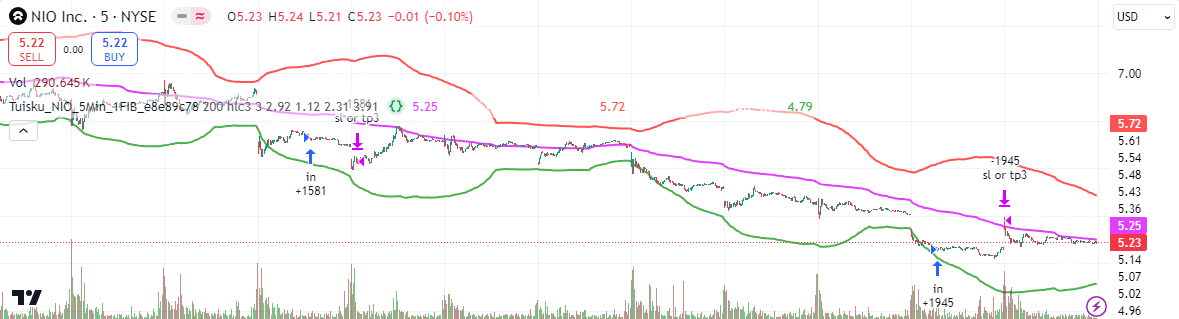 NIO Inc. · 5 · NYSE O5.23 H5.24 L5.21 C5.23 −0.01 (−0.10%)
USD
5.22 SELL
0.00
5.22 BUY
Vol 290.645 K
Tuisku_NIO_5Min_1FIB_e8e89c78 200 hlc3 3 2.92 1.12 2.31 3.91 {} 5.25 5.72 4.79
sl or tp3
in
+1581
-1945
sl or tp3
in
+1945
7.00
5.72
5.61
5.54
5.48
5.43
5.36
5.25
5.23
5.14
5.07
5.02
4.96